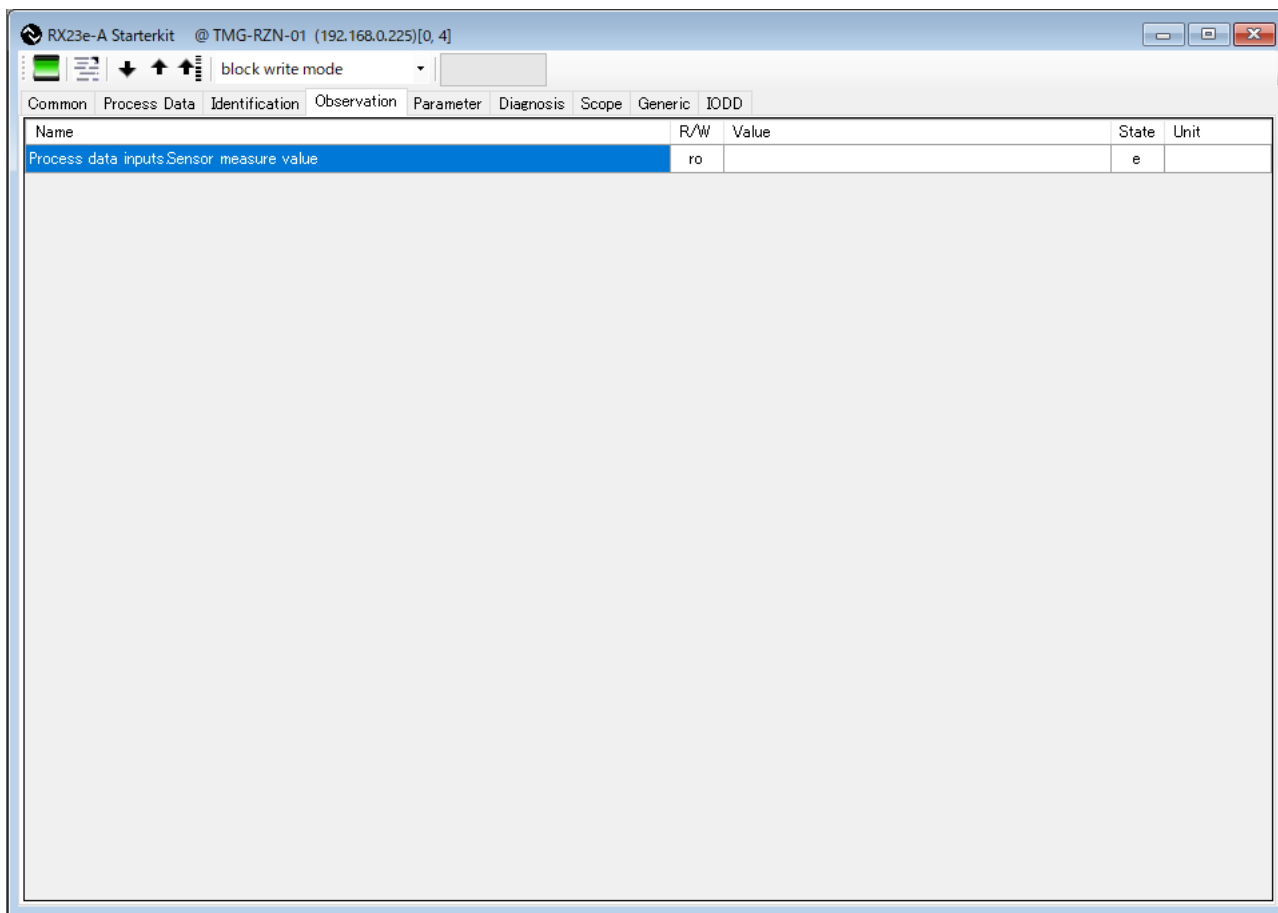 RX23e-A Starterkit @ TMG-RZN-01 (192.168.0.225)[0, 4]
block write mode
Common Process Data Identification Observation Parameter Diagnosis Scope Generic IODD
Name R/W Value State Unit
Process data inputs.Sensor measure value ro e